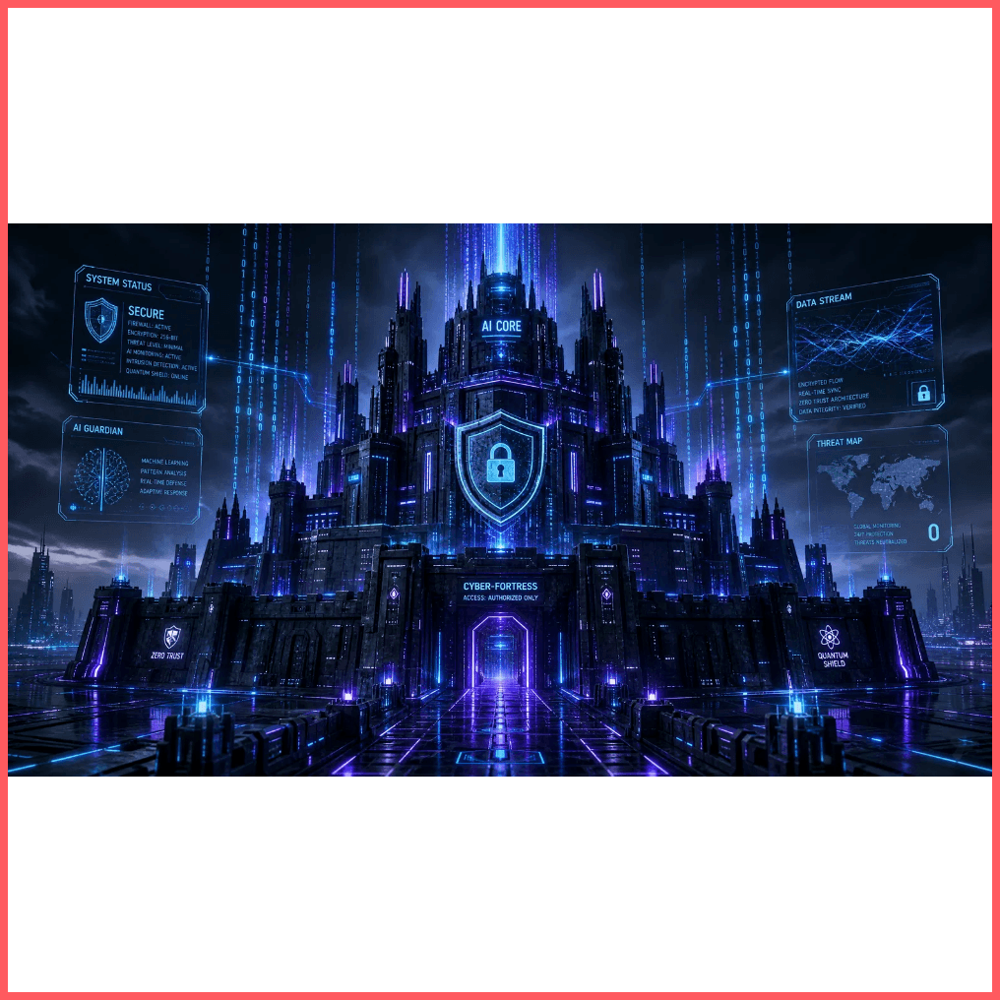 SYSTEM STATUS
SECURE
FIREWALL: ACTIVE
ENCRYPTION: 256-BIT
THREAT LEVEL: MINIMAL
AI MONITORING: ACTIVE
INTRUSION DETECTION: ACTIVE
QUANTUM SHIELD: ONLINE
AI GUARDIAN
MACHINE LEARNING
PATTERN ANALYSIS
REAL-TIME DEFENSE
ADAPTIVE RESPONSE
AI CORE
DATA STREAM
ENCRYPTED FLOW
REAL-TIME SYNC
ZERO TRUST ARCHITECTURE
DATA INTEGRITY: VERIFIED
THREAT MAP
GLOBAL MONITORING
24/7 PROTECTION
THREATS NEUTRALIZED
0
CYBER-FORTRESS
ACCESS: AUTHORIZED ONLY
ZERO TRUST
QUANTUM
SHIELD